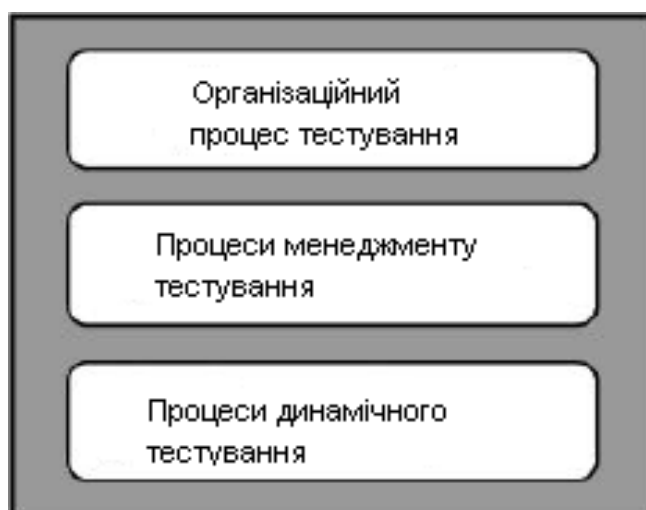 Організаційний
процес тестування
Процеси менеджменту
тестування
Процеси динамічного
тестування